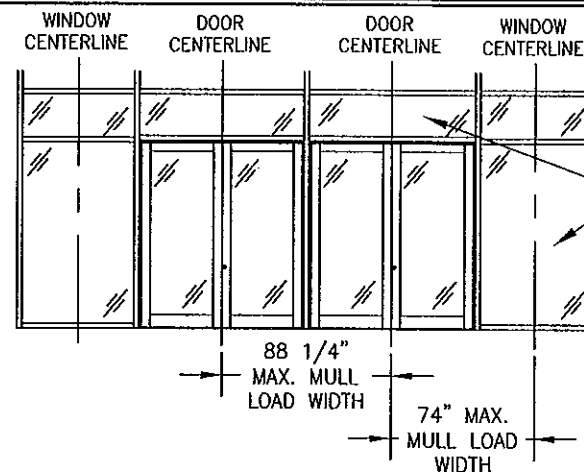 WINDOW
CENTERLINE
DOOR
CENTERLINE
DOOR
CENTERLINE
WINDOW
CENTERLINE
88 1/4"
MAX. MULL
LOAD WIDTH
74" MAX.
MULL LOAD
WIDTH